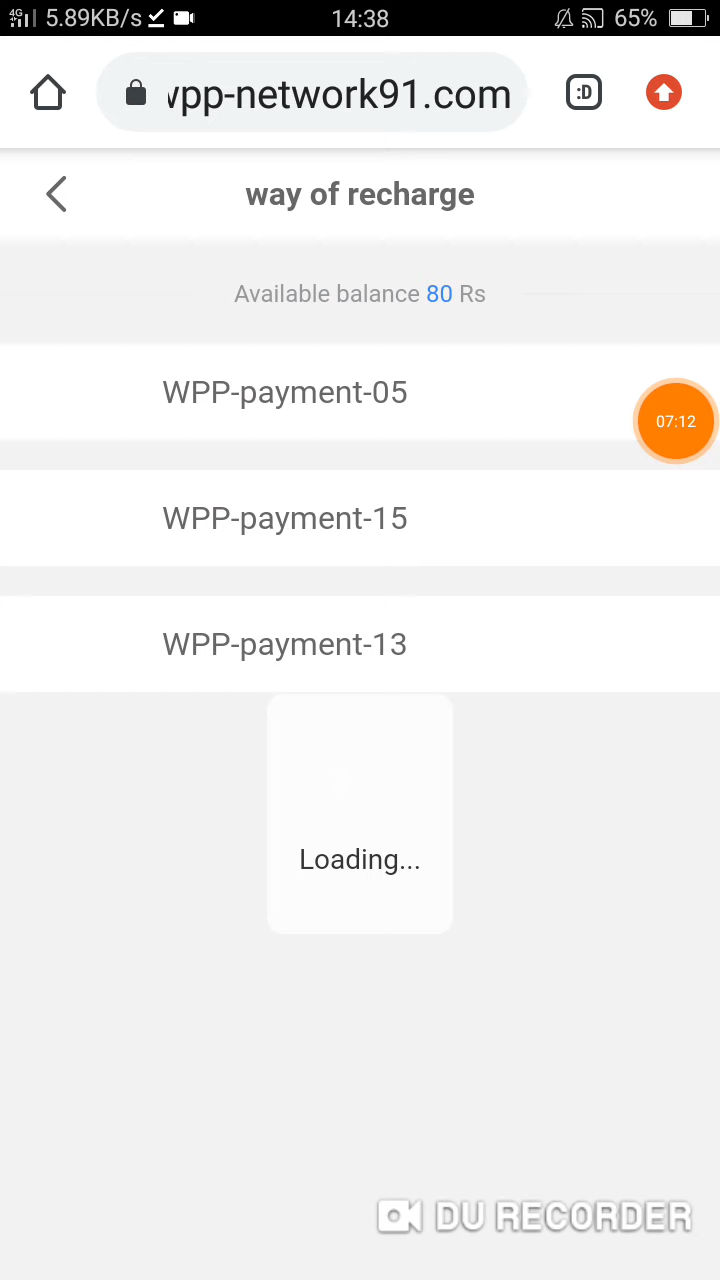 4G 5.89KB/s 14:38 65%
vpp-network91.com :D
way of recharge
Available balance 80 Rs
WPP-payment-05
07:12
WPP-payment-15
WPP-payment-13
Loading...
DU RECORDER